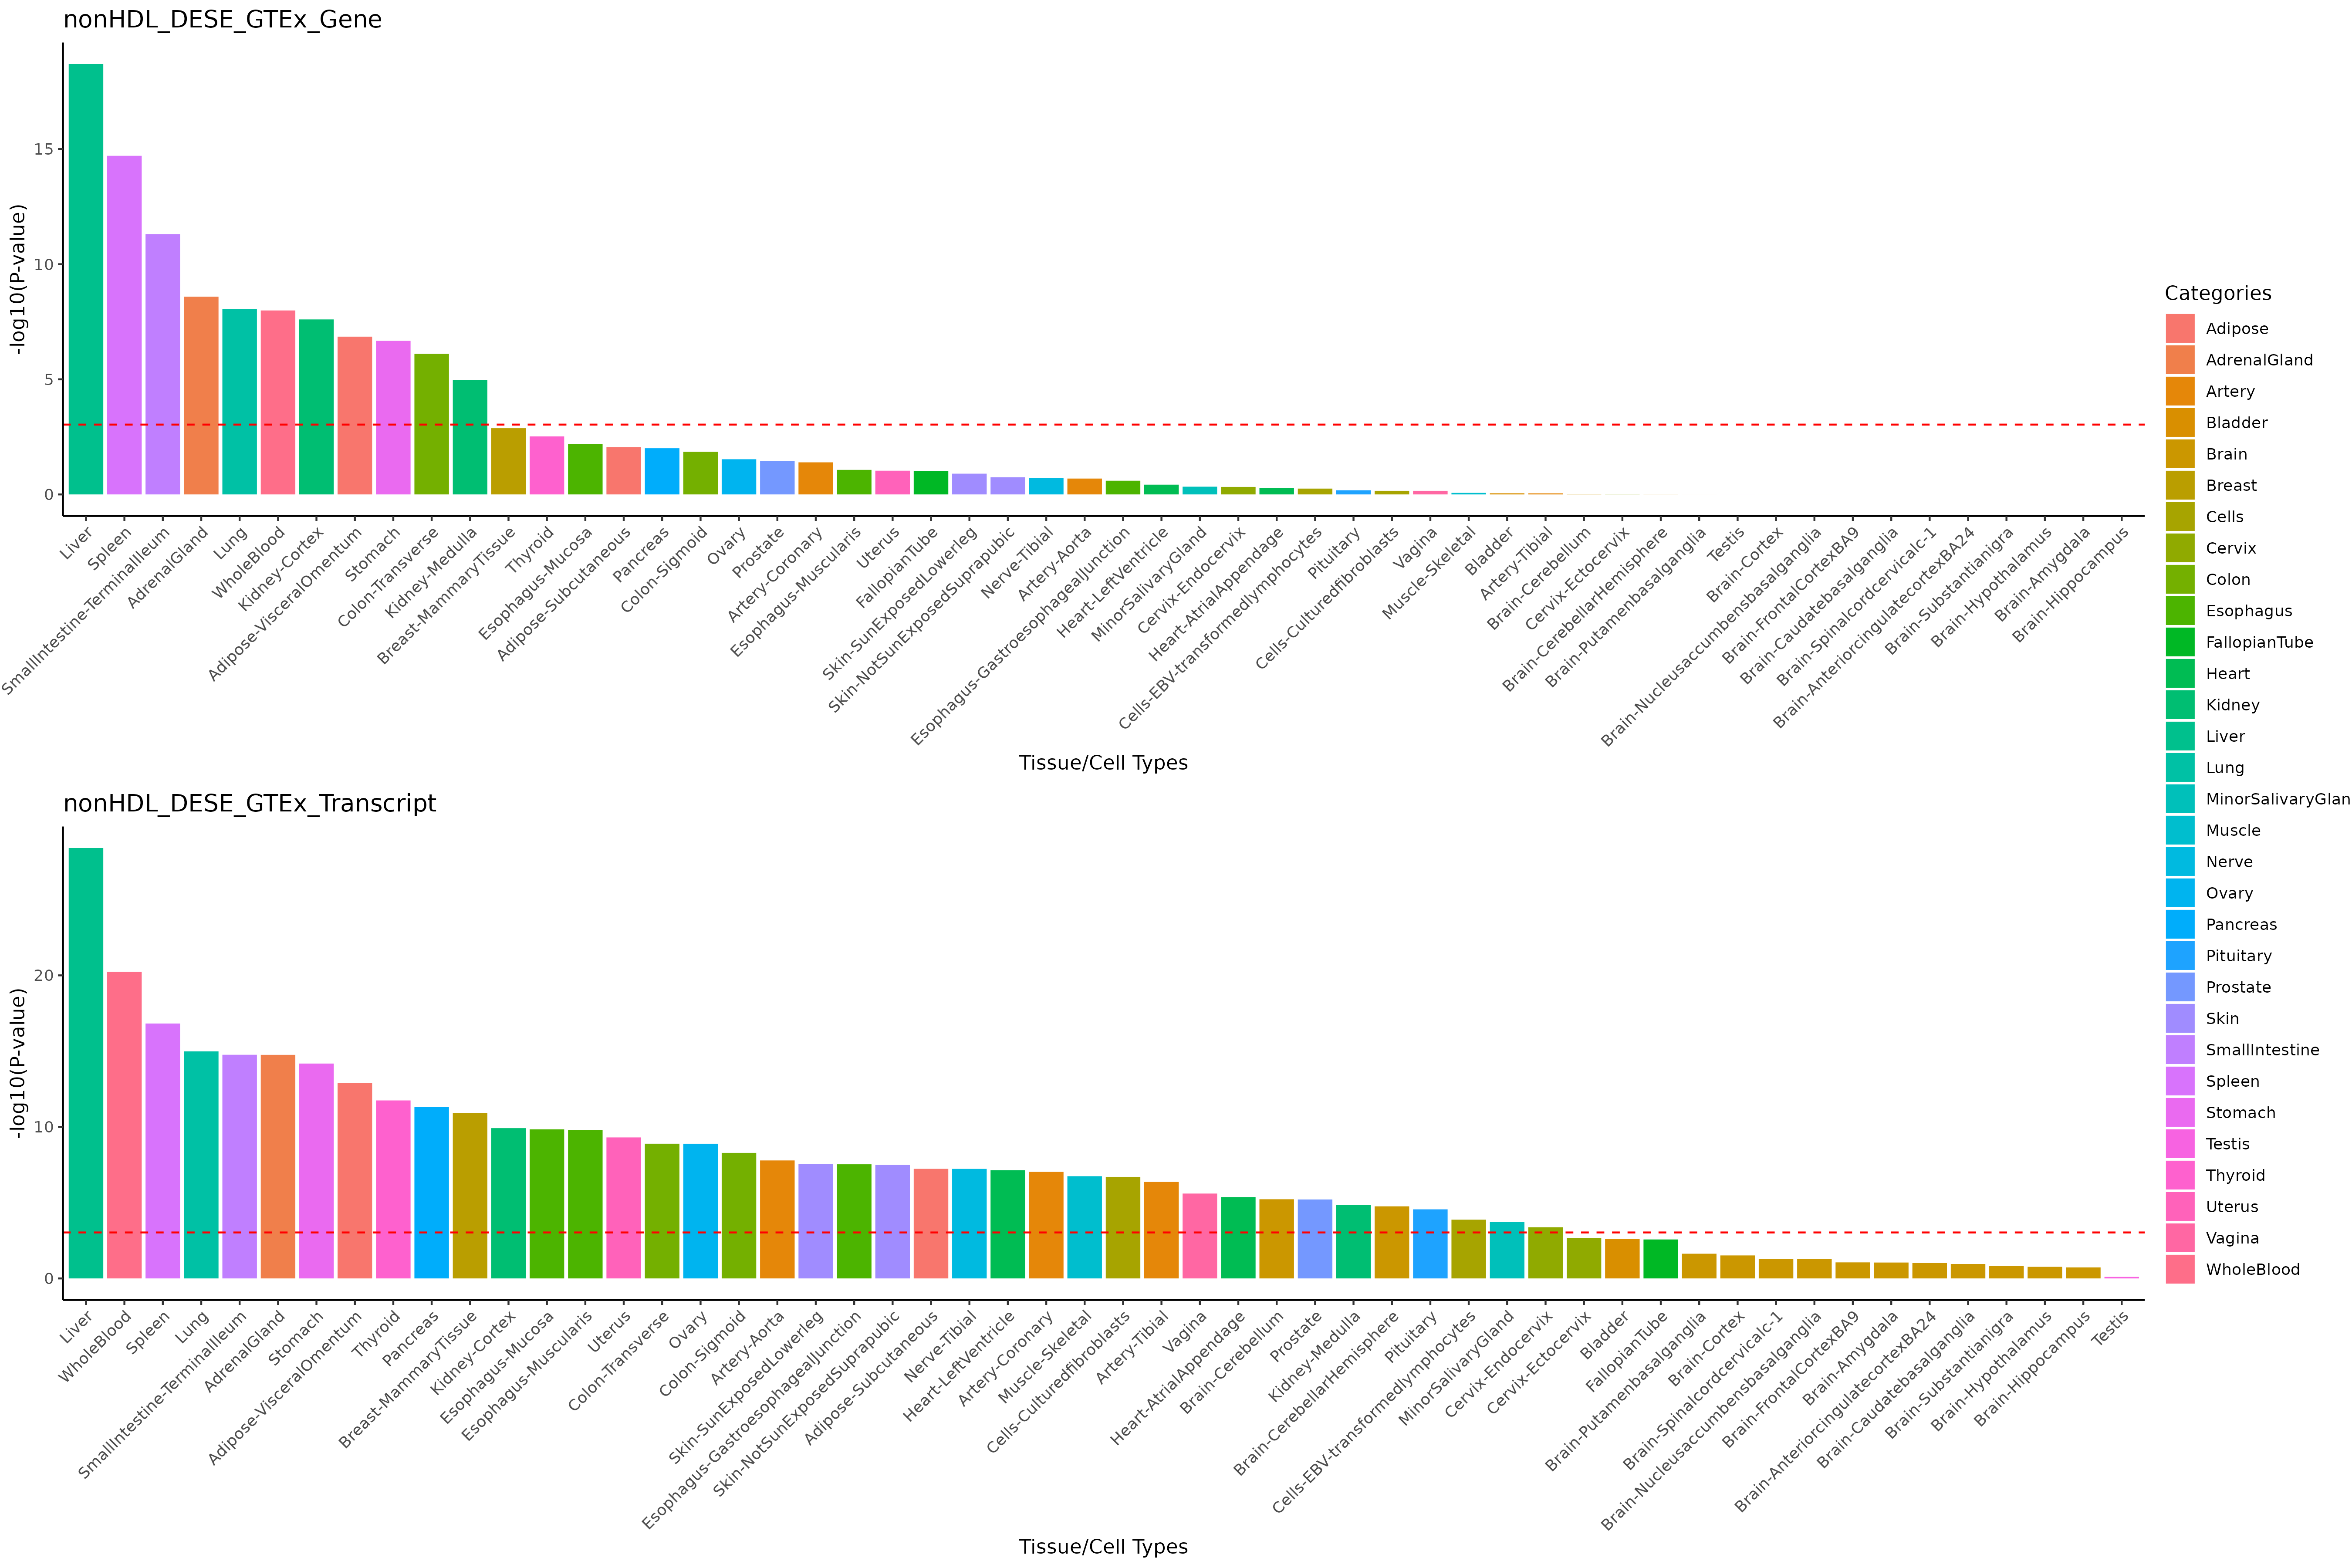 nonHDL_DESE_GTEx_Gene
-log10(P-value)
15
10
5
0
Liver
Spleen
SmallIntestine-TerminalIleum
AdrenalGland
Lung
WholeBlood
Kidney-Cortex
Adipose-VisceralOmentum
Stomach
Colon-Transverse
Kidney-Medulla
Breast-MammaryTissue
Thyroid
Esophagus-Mucosa
Adipose-Subcutaneous
Pancreas
Colon-Sigmoid
Ovary
Prostate
Artery-Coronary
Esophagus-Muscularis
Uterus
FallopianTube
Skin-SunExposedLowerleg
Skin-NotSunExposedSuprapubic
Nerve-Tibial
Artery-Aorta
Esophagus-GastroesophagealJunction
Heart-LeftVentricle
MinorSalivaryGland
Cervix-Endocervix
Heart-AtrialAppendage
Cells-EBV-transformedlymphocytes
Pituitary
Cells-Culturedfibroblasts
Vagina
Muscle-Skeletal
Bladder
Artery-Tibial
Brain-Cerebellum
Cervix-Ectocervix
Brain-CerebellarHemisphere
Brain-Putamenbasalganglia
Testis
Brain-Cortex
Brain-Nucleusaccumbensbasalganglia
Brain-FrontalCortexBA9
Brain-Caudatebasalganglia
Brain-Spinalcordcervicalc-1
Brain-AnteriorcingulatecortexBA24
Brain-Substantianigra
Brain-Hypothalamus
Brain-Amygdala
Brain-Hippocampus
Tissue/Cell Types
nonHDL_DESE_GTEx_Transcript
-log10(P-value)
20
10
0
Liver
WholeBlood
Spleen
Lung
SmallIntestine-TerminalIleum
AdrenalGland
Stomach
Adipose-VisceralOmentum
Thyroid
Pancreas
Breast-MammaryTissue
Kidney-Cortex
Esophagus-Mucosa
Esophagus-Muscularis
Uterus
Colon-Transverse
Ovary
Colon-Sigmoid
Artery-Aorta
Skin-SunExposedLowerleg
Esophagus-GastroesophagealJunction
Skin-NotSunExposedSuprapubic
Adipose-Subcutaneous
Nerve-Tibial
Heart-LeftVentricle
Artery-Coronary
Muscle-Skeletal
Cells-Culturedfibroblasts
Artery-Tibial
Vagina
Heart-AtrialAppendage
Brain-Cerebellum
Prostate
Kidney-Medulla
Brain-CerebellarHemisphere
Pituitary
Cells-EBV-transformedlymphocytes
MinorSalivaryGland
Cervix-Endocervix
Cervix-Ectocervix
Bladder
FallopianTube
Brain-Putamenbasalganglia
Brain-Cortex
Brain-Spinalcordcervicalc-1
Brain-Nucleusaccumbensbasalganglia
Brain-FrontalCortexBA9
Brain-Amygdala
Brain-AnteriorcingulatecortexBA24
Brain-Caudatebasalganglia
Brain-Substantianigra
Brain-Hypothalamus
Brain-Hippocampus
Testis
Tissue/Cell Types
Categories
Adipose
AdrenalGland
Artery
Bladder
Brain
Breast
Cells
Cervix
Colon
Esophagus
FallopianTube
Heart
Kidney
Liver
Lung
MinorSalivaryGlan
Muscle
Nerve
Ovary
Pancreas
Pituitary
Prostate
Skin
SmallIntestine
Spleen
Stomach
Testis
Thyroid
Uterus
Vagina
WholeBlood